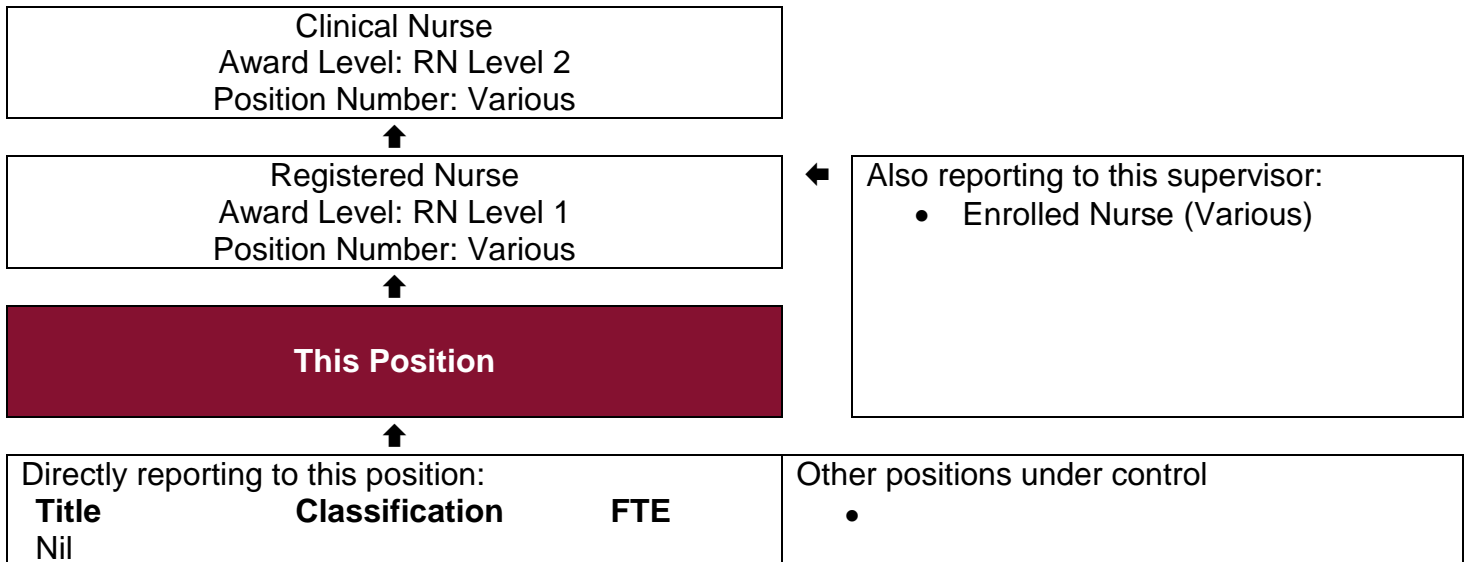 Clinical Nurse
Award Level: RN Level 2
Position Number: Various
Registered Nurse
Award Level: RN Level 1
Position Number: Various
Also reporting to this supervisor:
• Enrolled Nurse (Various)
This Position
Directly reporting to this position:
Title Classification FTE
Nil
Other positions under control
•